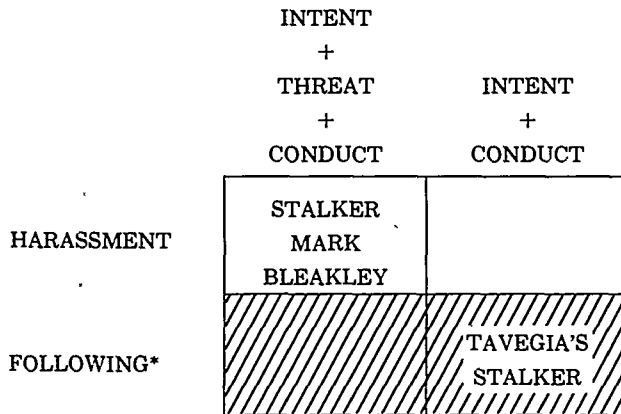 INTENT
+
THREAT
+
CONDUCT
INTENT
+
CONDUCT
HARASSMENT
STALKER
MARK
BLEAKLEY
FOLLOWING*
TAVEGIA'S
STALKER